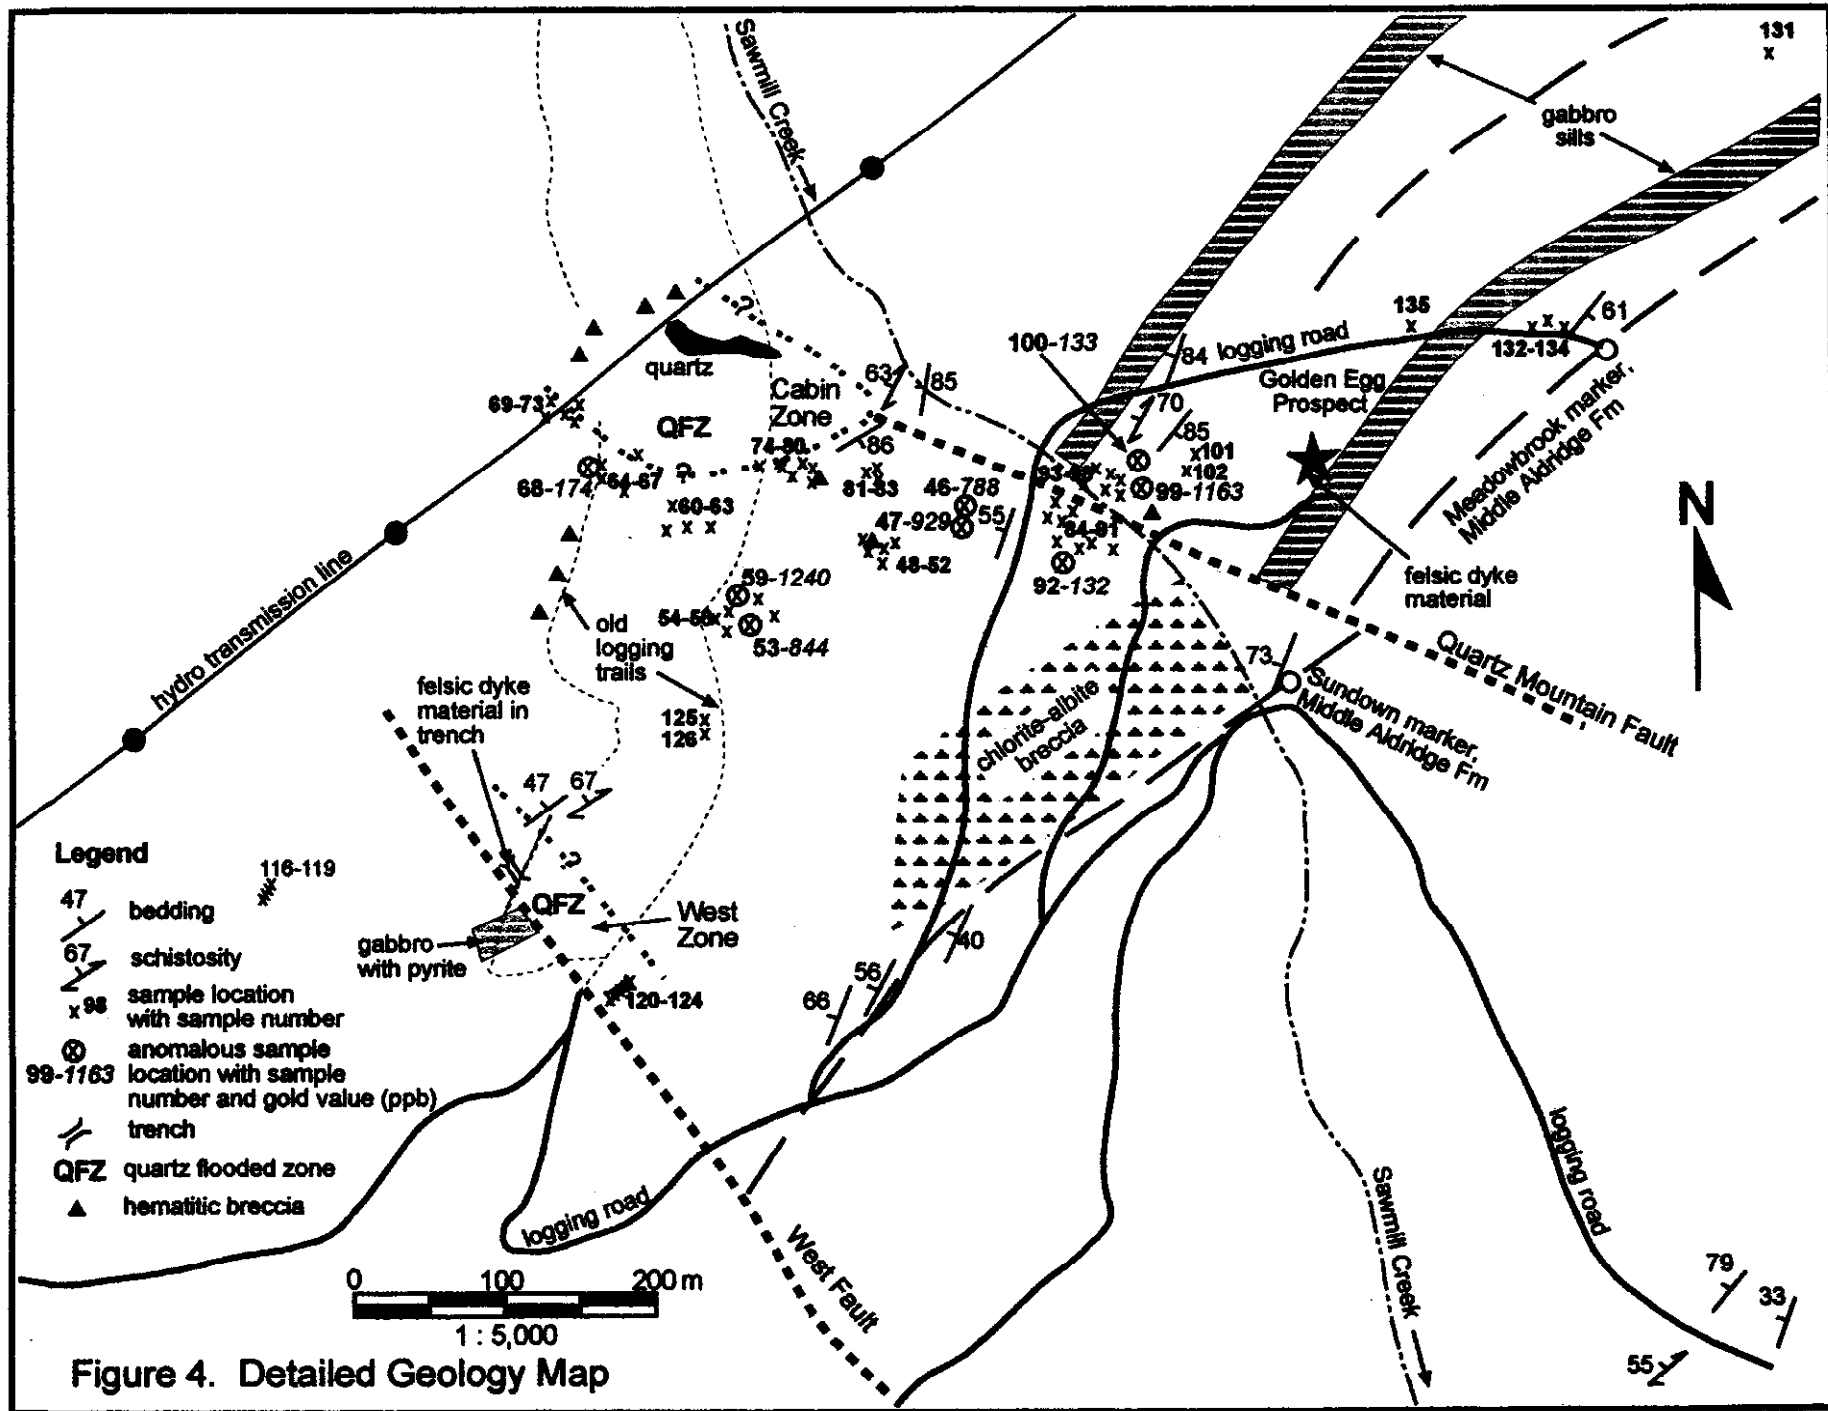 Sawmill Creek
131
gabbro
sills
135
61
132-134
100-133
84 logging road
Golden Egg
Prospect
Meadowbrook marker,
Middle Aldridge Fm
quartz
?
63
85
Cabin
Zone
69-73
QFZ
86
70
85
74-80
101
102
68-174
64-67
?
81-83
46-788
93-98
99-1163
60-63
47-929
55
84-91
N
48-52
92-132
felsic dyke
material
59-1240
hydro transmission line
54-58
53-844
old
logging
trails
73
Quartz Mountain Fault
Sundown marker,
Middle Aldridge Fm
felsic dyke
material in
trench
125
126
chlorite-albite
breccia
47
67
Legend
116-119
?
47
bedding
QFZ
West
Zone
gabbro
with pyrite
40
67
schistosity
56
66
x 98
sample location
with sample number
120-124
anomalous sample
99-1163 location with sample
number and gold value (ppb)
trench
QFZ quartz flooded zone
hematitic breccia
logging road
logging road
Sawmill Creek
West Fault
79
33
55
0 100 200 m
1 : 5,000
Figure 4. Detailed Geology Map